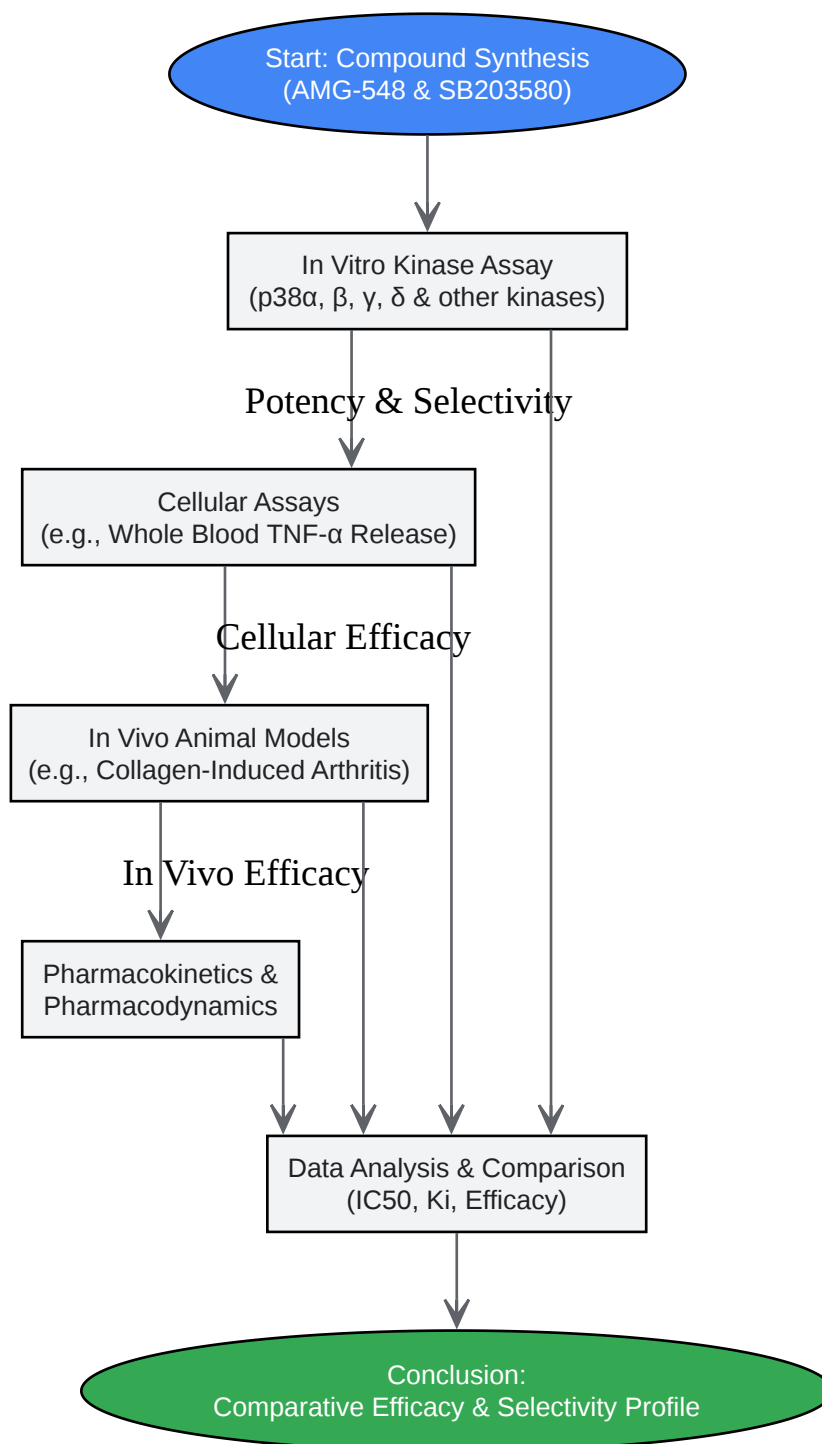 Start: Compound Synthesis
(AMG-548 & SB203580)
In Vitro Kinase Assay
(p38α, β, γ, δ & other kinases)
Potency & Selectivity
Cellular Assays
(e.g., Whole Blood TNF-α Release)
Cellular Efficacy
In Vivo Animal Models
(e.g., Collagen-Induced Arthritis)
In Vivo Efficacy
Pharmacokinetics &
Pharmacodynamics
Data Analysis & Comparison
(IC50, Ki, Efficacy)
Conclusion:
Comparative Efficacy & Selectivity Profile